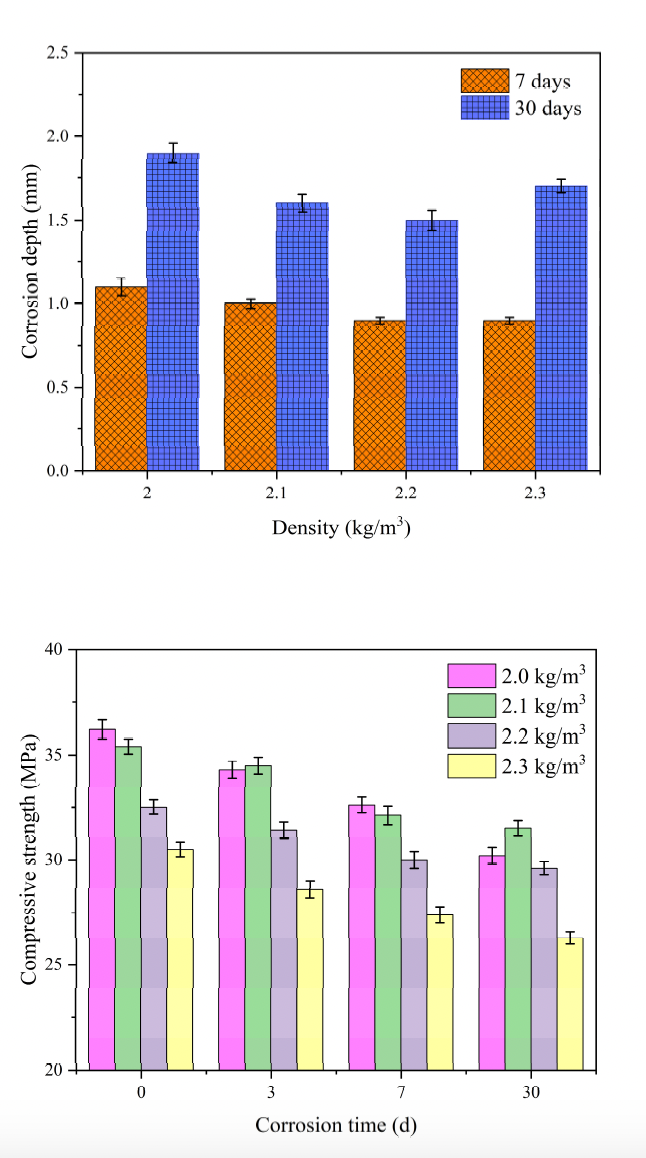 2.5
7 days
30 days
2.0
1.5
1.0
0.5
0.0
Corrosion depth (mm)
2 2.1 2.2 2.3
Density (kg/m³)
40
2.0 kg/m³
2.1 kg/m³
2.2 kg/m³
2.3 kg/m³
35
30
25
20
Compressive strength (MPa)
0 3 7 30
Corrosion time (d)